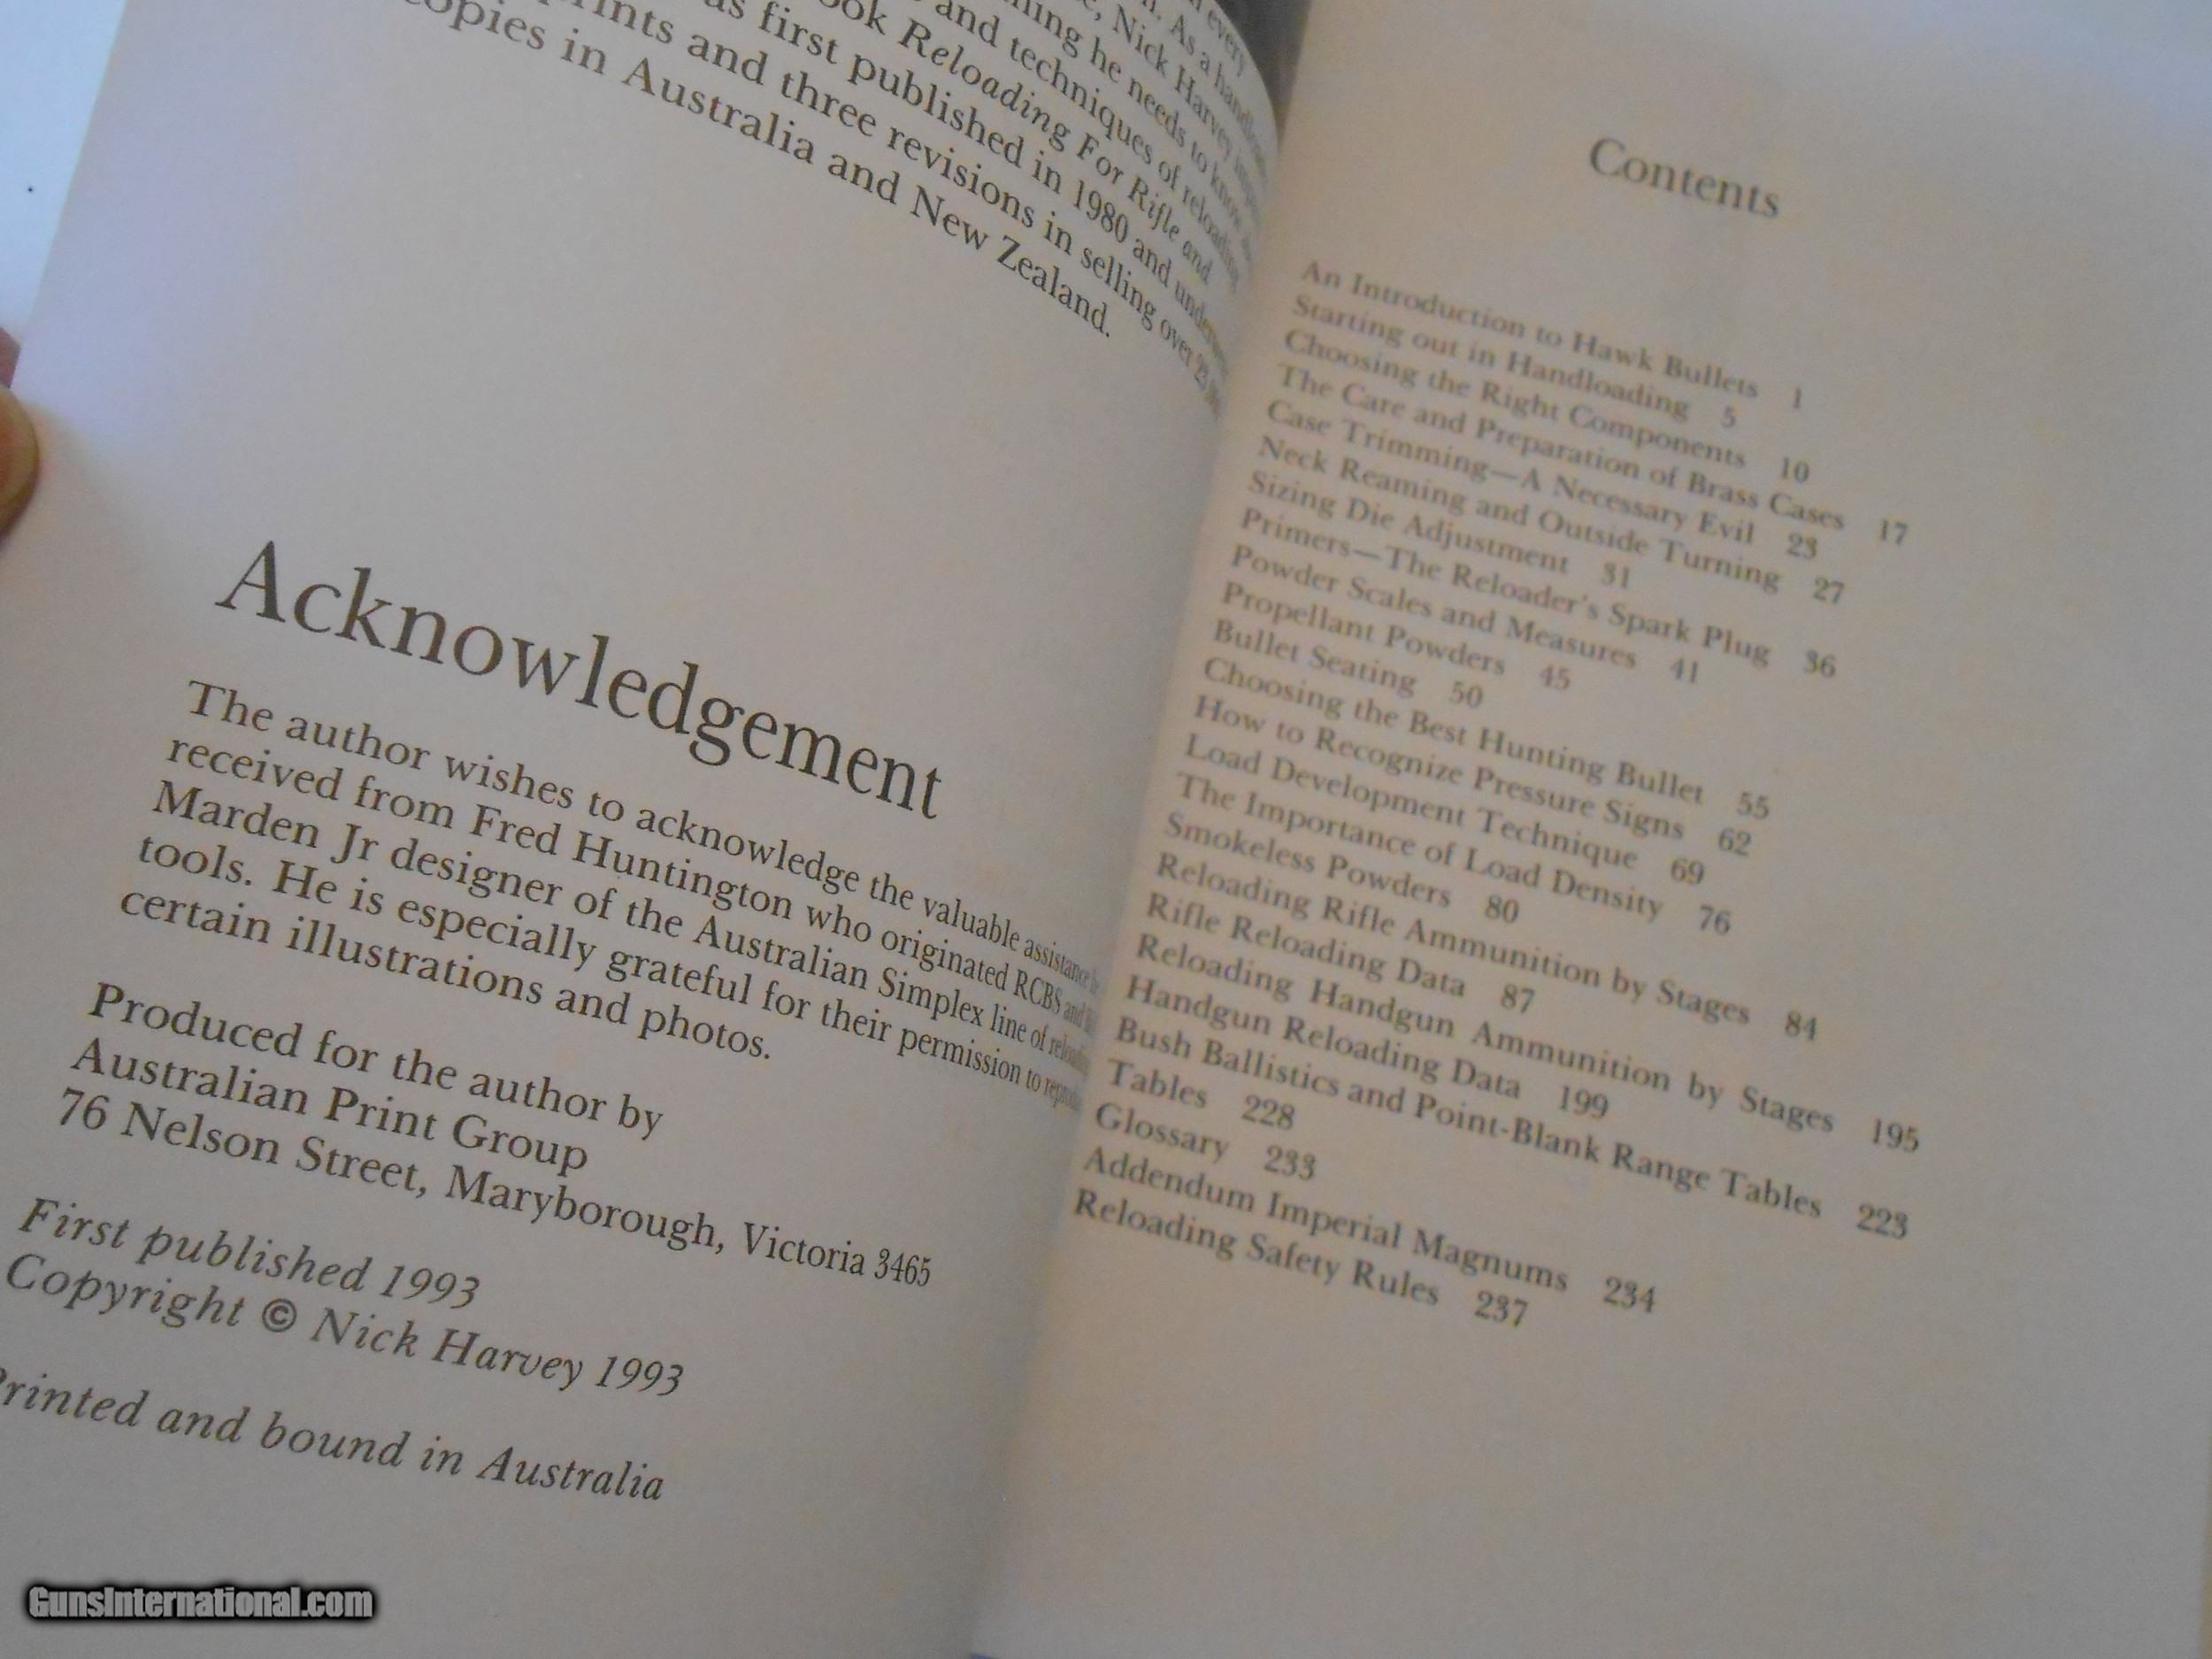 every
. As a
Nick Harvey
he needs to know
and techniques of reloading
Reloading For Rifle and
first published in 1980 and
and three revisions in selling over 23
copies in Australia and New Zealand.
Acknowledgement
The author wishes to acknowledge the valuable assistance
received from Fred Huntington who originated RCBS and
Marden Jr designer of the Australian Simplex line of
tools. He is especially grateful for their permission to
certain illustrations and photos.
Produced for the author by
Australian Print Group
76 Nelson Street, Maryborough, Victoria 3465
First published 1993
Copyright © Nick Harvey 1993
Printed and bound in Australia
Contents
An Introduction to Hawk Bullets 1
Starting out in Handloading 5
Choosing the Right Components 10
The Care and Preparation of Brass Cases 17
Case Trimming—A Necessary Evil 23
Neck Reaming and Outside Turning 27
Sizing Die Adjustment 31
Primers—The Reloader's Spark Plug 36
Powder Scales and Measures 41
Propellant Powders 45
Bullet Seating 50
Choosing the Best Hunting Bullet 55
How to Recognize Pressure Signs 62
Load Development Technique 69
The Importance of Load Density 76
Smokeless Powders 80
Reloading Rifle Ammunition by Stages 84
Rifle Reloading Data 87
Reloading Handgun Ammunition by Stages 195
Handgun Reloading Data 199
Bush Ballistics and Point-Blank Range Tables 223
Tables 228
Glossary 233
Addendum Imperial Magnums 234
Reloading Safety Rules 237
GunsInternational.com